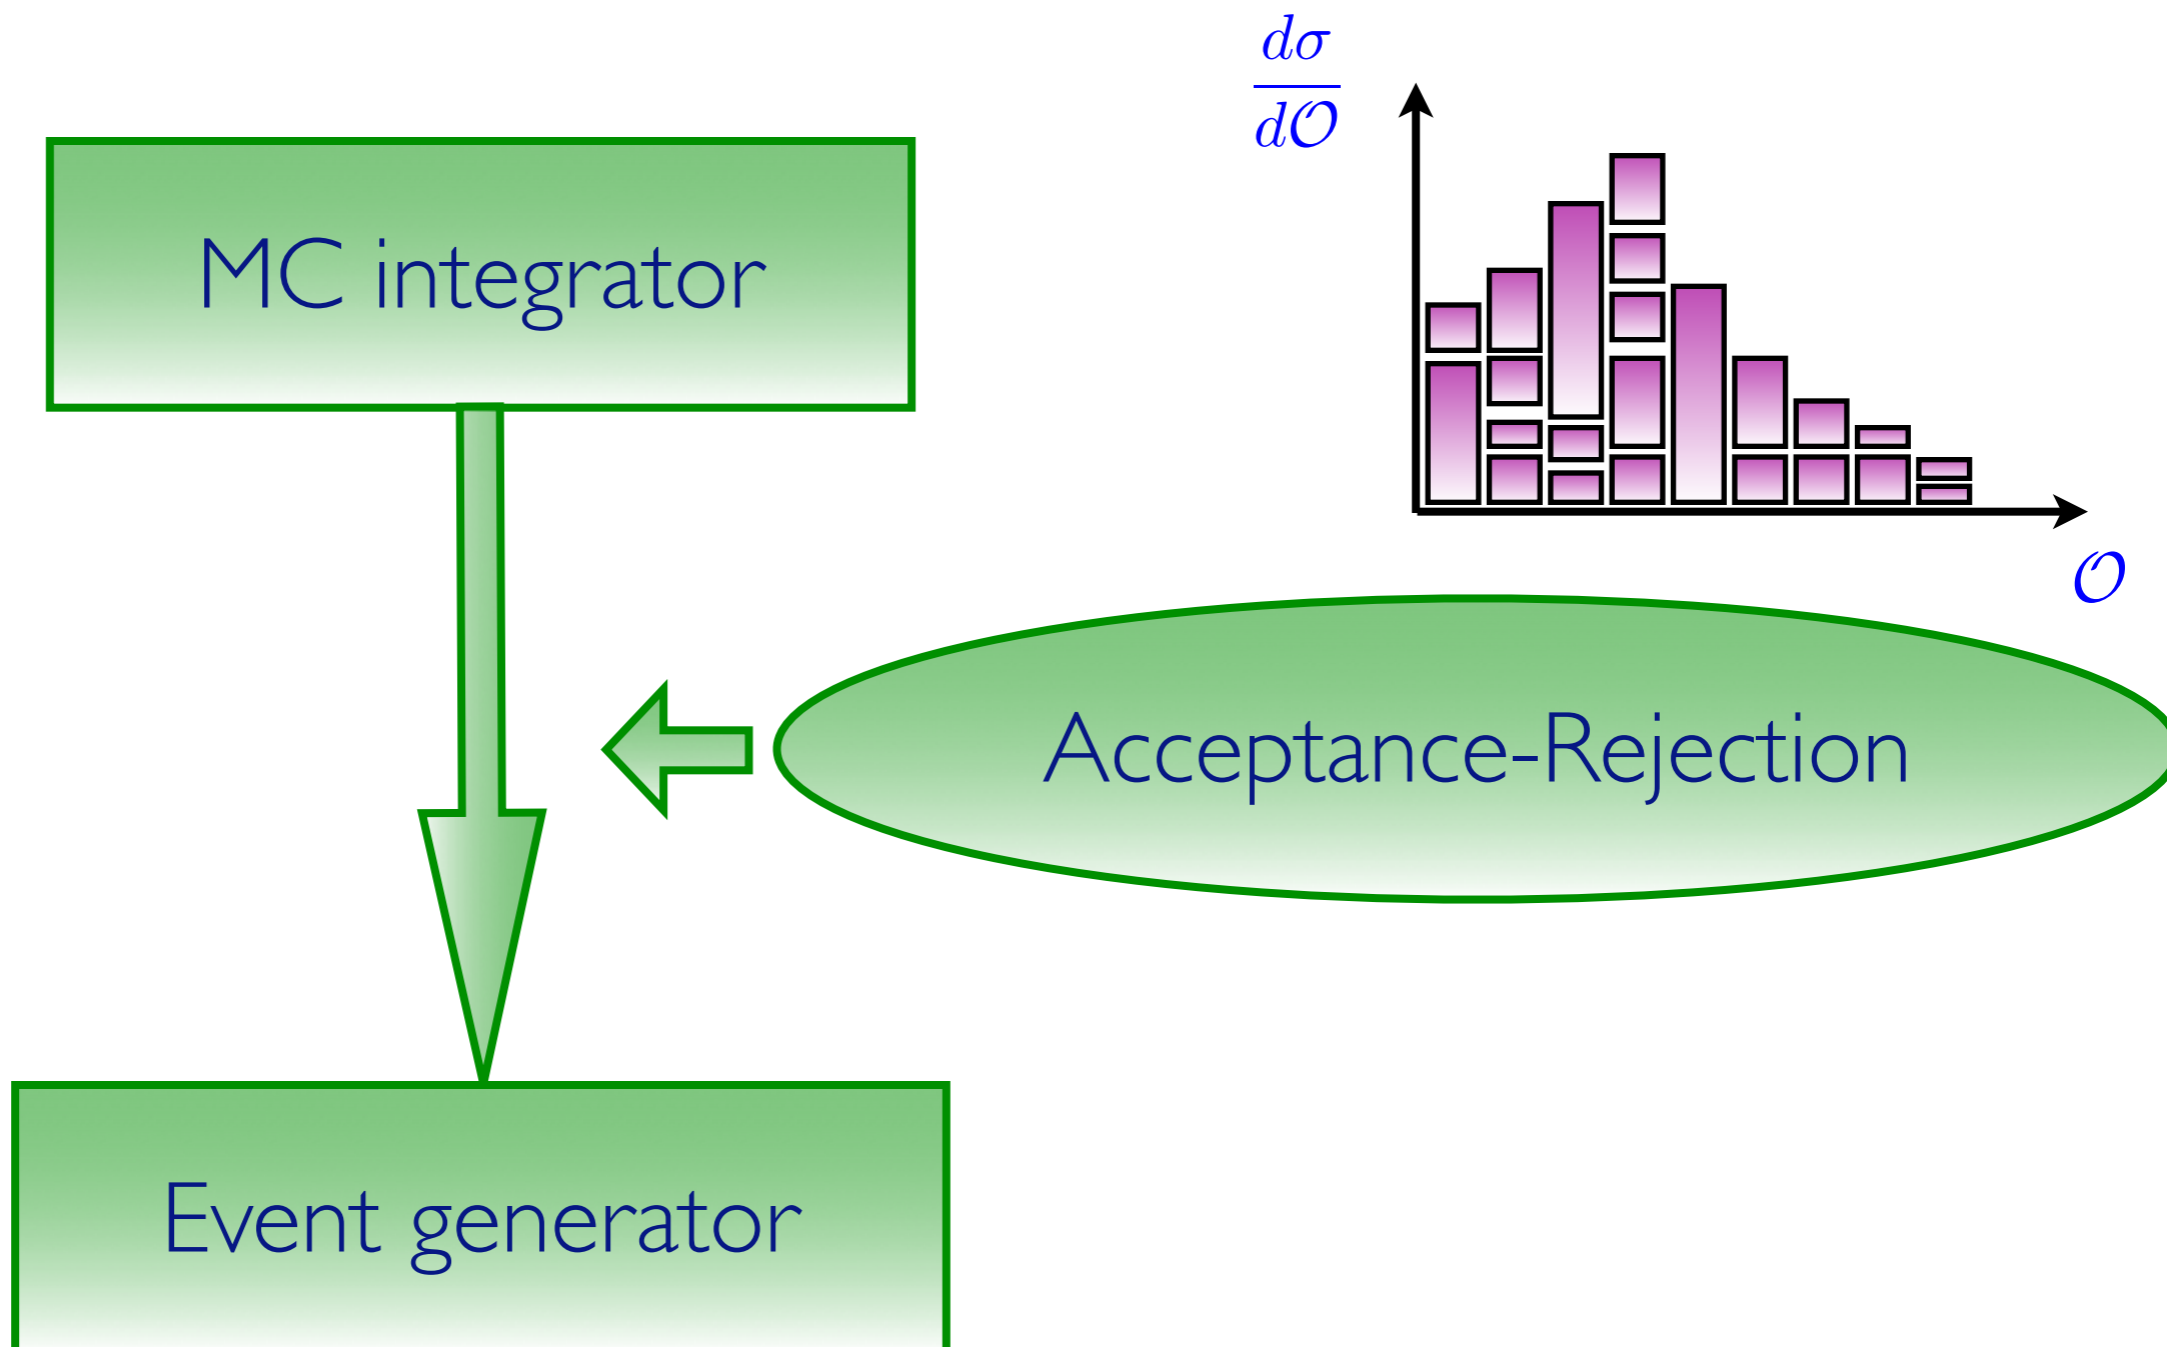 dσ
d𝒪
MC integrator
𝒪
Acceptance-Rejection
Event generator